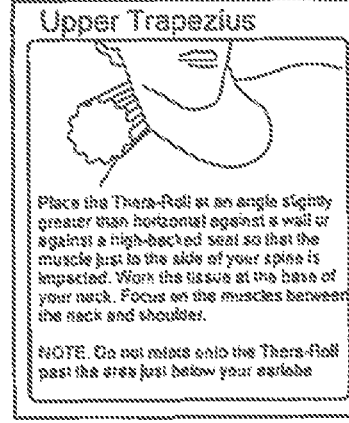 Upper Trapezius
Place the Thera-Roll at an angle slightly
greater than horizontal against a wall or
against a high-backed seat so that the
muscle just to the side of your spine is
impacted. Work the tissue at the base of
your neck. Focus on the muscles between
the neck and shoulder.
NOTE. Do not rotate onto the Thera-Roll
past the area just below your earlobe